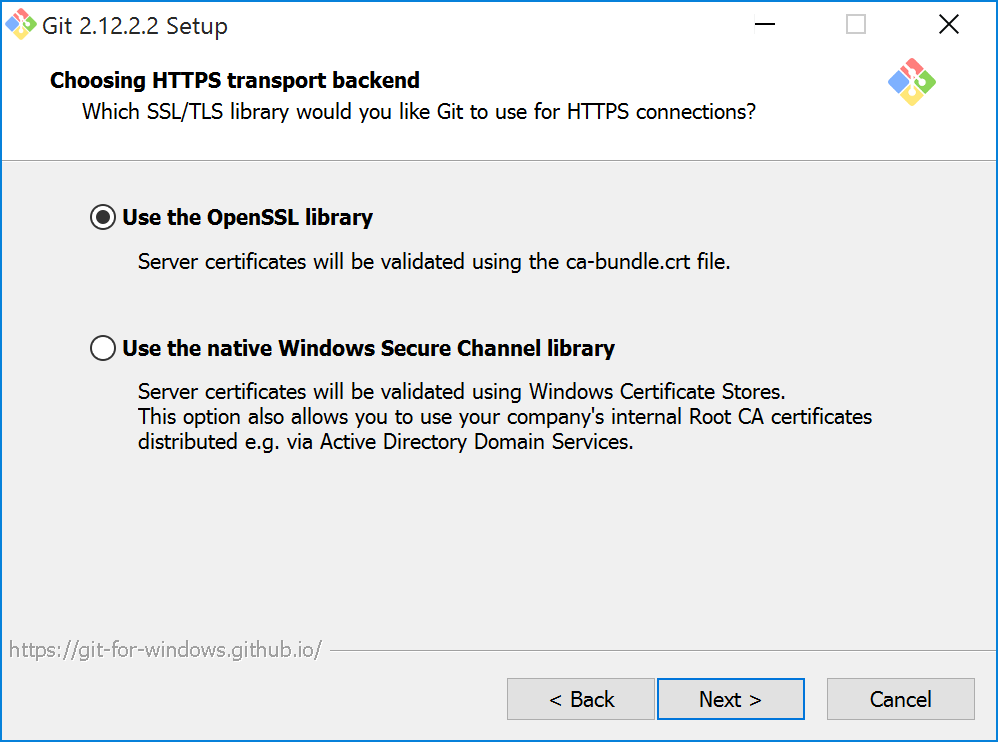 Git 2.12.2.2 Setup
Choosing HTTPS transport backend
Which SSL/TLS library would you like Git to use for HTTPS connections?
Use the OpenSSL library
Server certificates will be validated using the ca-bundle.crt file.
Use the native Windows Secure Channel library
Server certificates will be validated using Windows Certificate Stores.
This option also allows you to use your company's internal Root CA certificates
distributed e.g. via Active Directory Domain Services.
https://git-for-windows.github.io/
< Back
Next >
Cancel